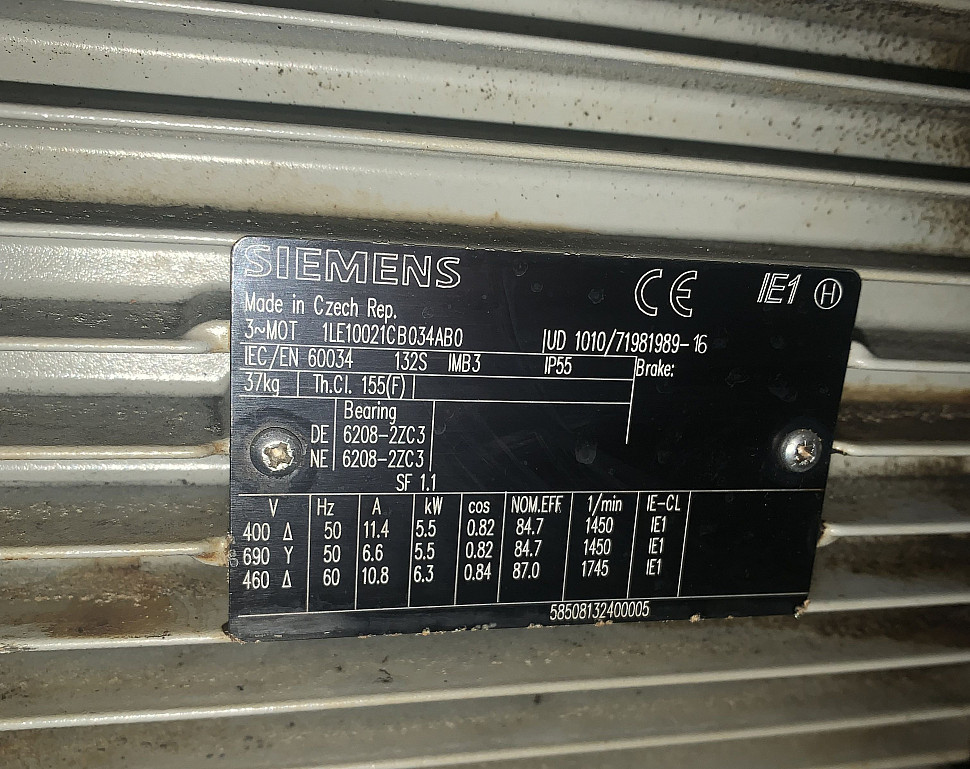 SIEMENS
CE IE1 H
Made in Czech Rep.
3~MOT 1LE10021CB034AB0 UD 1010/71981989-16
IEC/EN 60034 132S IMB3 IP55 Brake:
37kg Th.Cl. 155(F)
Bearing
DE 6208-2ZC3
NE 6208-2ZC3
SF 1.1
V Hz A kW cos NOM.EFF 1/min IE-CL
400 Δ 50 11.4 5.5 0.82 84.7 1450 IE1
690 Y 50 6.6 5.5 0.82 84.7 1450 IE1
460 Δ 60 10.8 6.3 0.84 87.0 1745 IE1
58508132400005